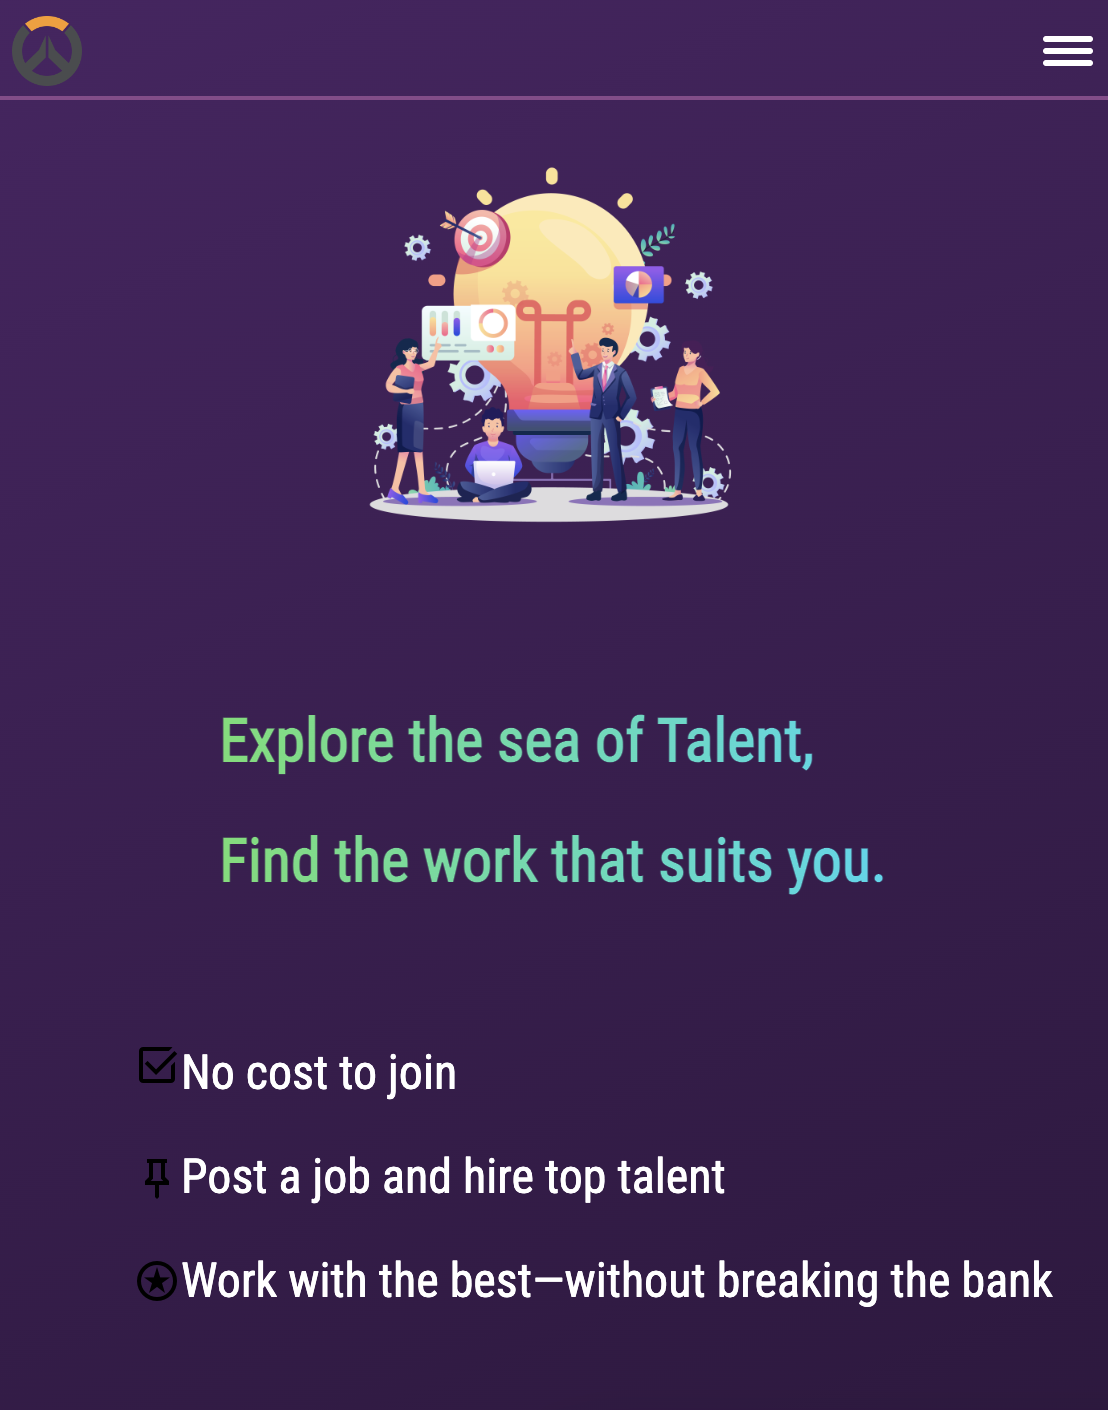 Explore the sea of Talent,
Find the work that suits you.
No cost to join
Post a job and hire top talent
Work with the best—without breaking the bank